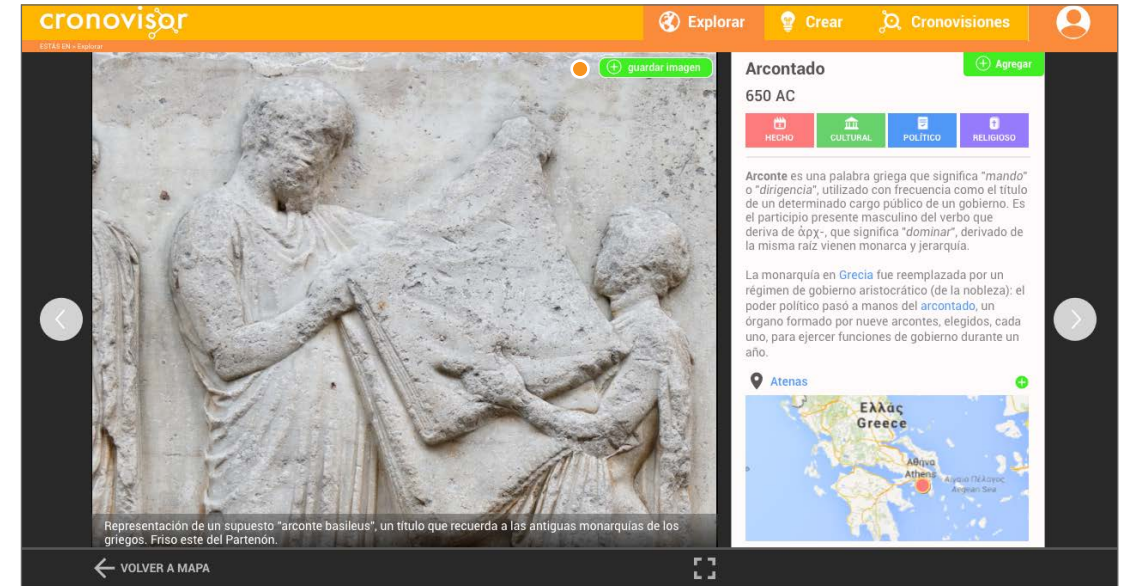 cronovisor
Explorar
Crear
Cronovisiones
ESTÁS EN > Explorar
guardar imagen
Arcontado
Agregar
650 AC
HECHO
CULTURAL
POLÍTICO
RELIGIOSO
Arconte es una palabra griega que significa "mando"
o "dirigencia", utilizado con frecuencia como el título
de un determinado cargo público de un gobierno. Es
el participio presente masculino del verbo que
deriva de ἀρχ-, que significa "dominar", derivado de
la misma raíz vienen monarca y jerarquía.
La monarquía en Grecia fue reemplazada por un
régimen de gobierno aristocrático (de la nobleza): el
poder político pasó a manos del arcontado, un
órgano formado por nueve arcontes, elegidos, cada
uno, para ejercer funciones de gobierno durante un
año.
Atenas
Ελλάς
Greece
Αθήνα
Athens
Αιγαίο Πέλαγος
Aegean Sea
Representación de un supuesto "arconte basileus", un título que recuerda a las antiguas monarquías de los
griegos. Friso este del Partenón.
VOLVER A MAPA